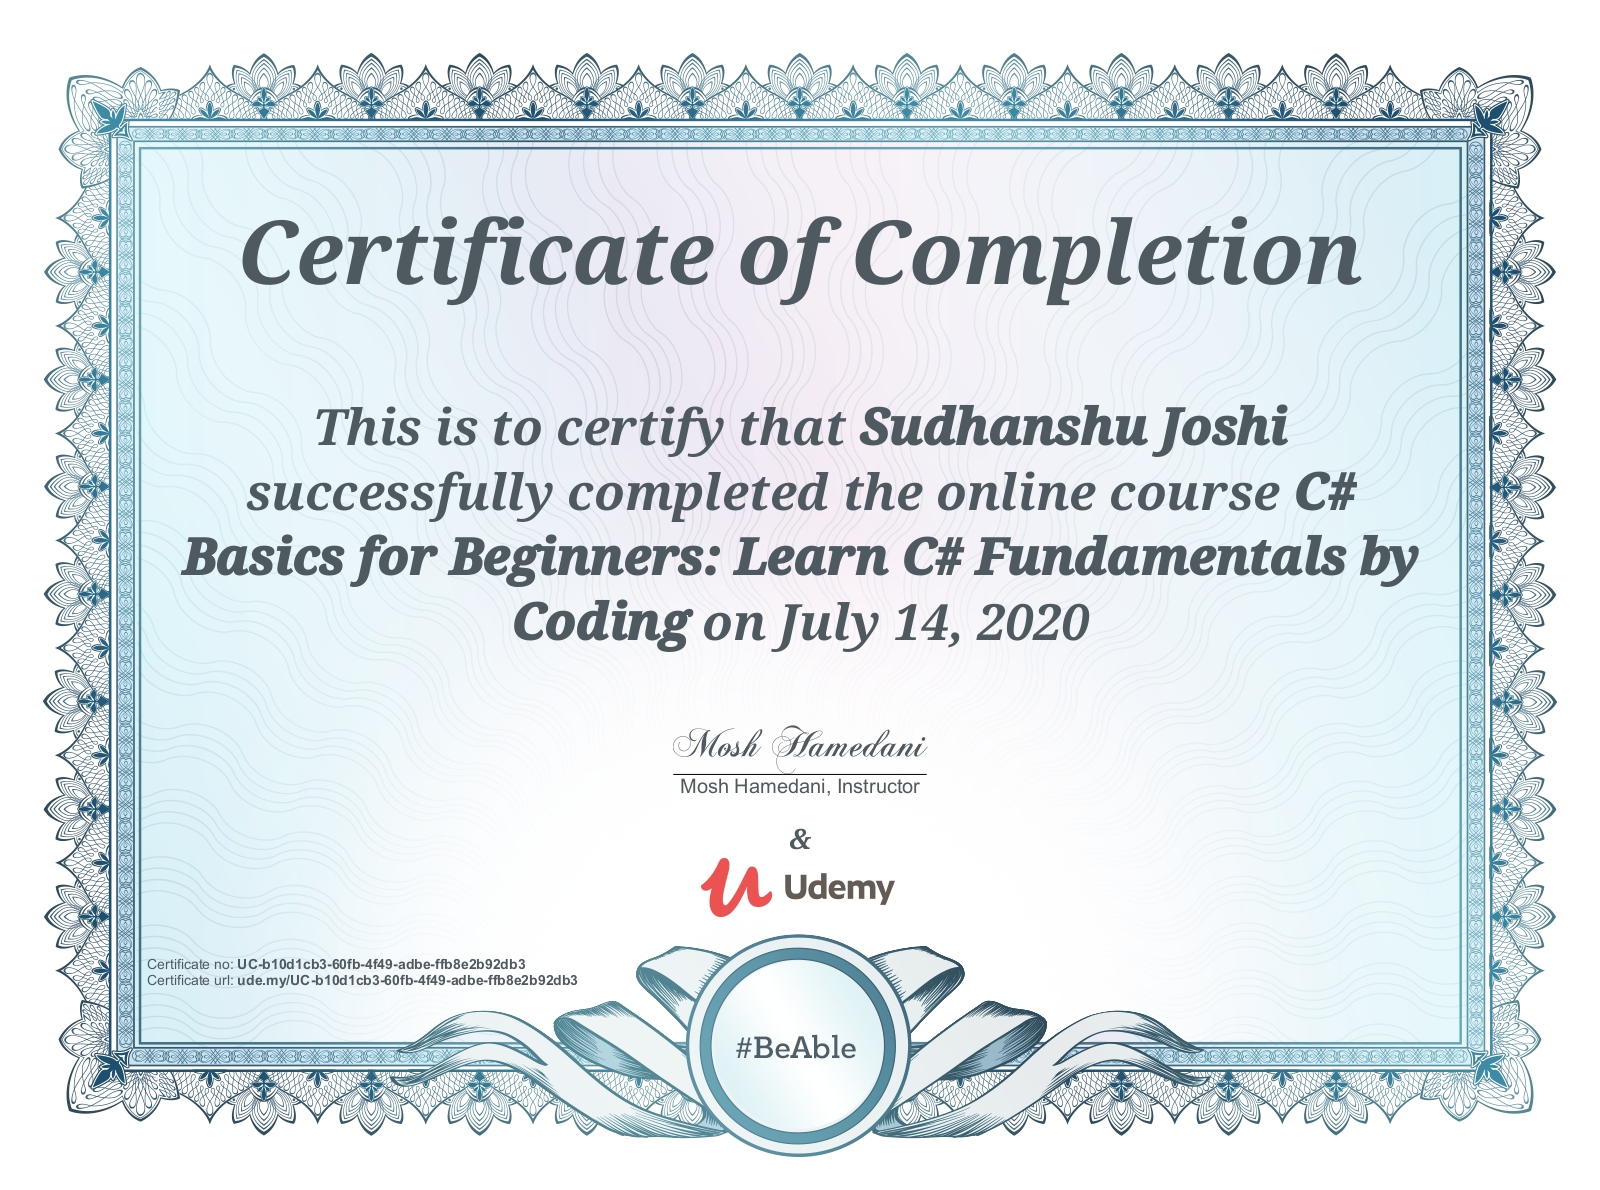 Certificate of Completion
This is to certify that Sudhanshu Joshi
successfully completed the online course C#
Basics for Beginners: Learn C# Fundamentals by
Coding on July 14, 2020
Mosh Hamedani
Mosh Hamedani, Instructor
&
Udemy
Certificate no: UC-b10d1cb3-60fb-4f49-adbe-ffb8e2b92db3
Certificate url: ude.my/UC-b10d1cb3-60fb-4f49-adbe-ffb8e2b92db3
#BeAble